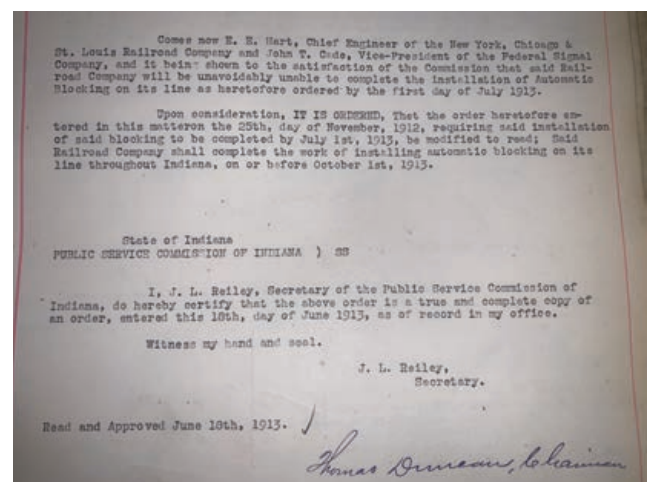 Comes now E. E. Hart, Chief Engineer of the New York, Chicago &
St. Louis Railroad Company and John T. Cade, Vice-President of the Federal Signal
Company, and it being shown to the satisfaction of the Commission that said Rail-
road Company will be unavoidably unable to complete the installation of Automatic
Blocking on its line as heretofore ordered by the first day of July 1913.
Upon consideration, IT IS ORDERED, That the order heretofore en-
tered in this matteron the 25th, day of November, 1912, requiring said installation
of said blocking to be completed by July 1st, 1913, be modified to read; Said
Railroad Company shall complete the work of installing automatic blocking on its
line throughout Indiana, on or before October 1st, 1913.
State of Indiana
PUBLIC SERVICE COMMISSION OF INDIANA ) SS
I, J. L. Reiley, Secretary of the Public Service Commission of
Indiana, do hereby certify that the above order is a true and complete copy of
an order, entered this 18th, day of June 1913, as of record in my office.
Witness my hand and seal.
J. L. Reiley,
Secretary.
Read and Approved June 18th, 1913.
Thomas Duncan, Chairman